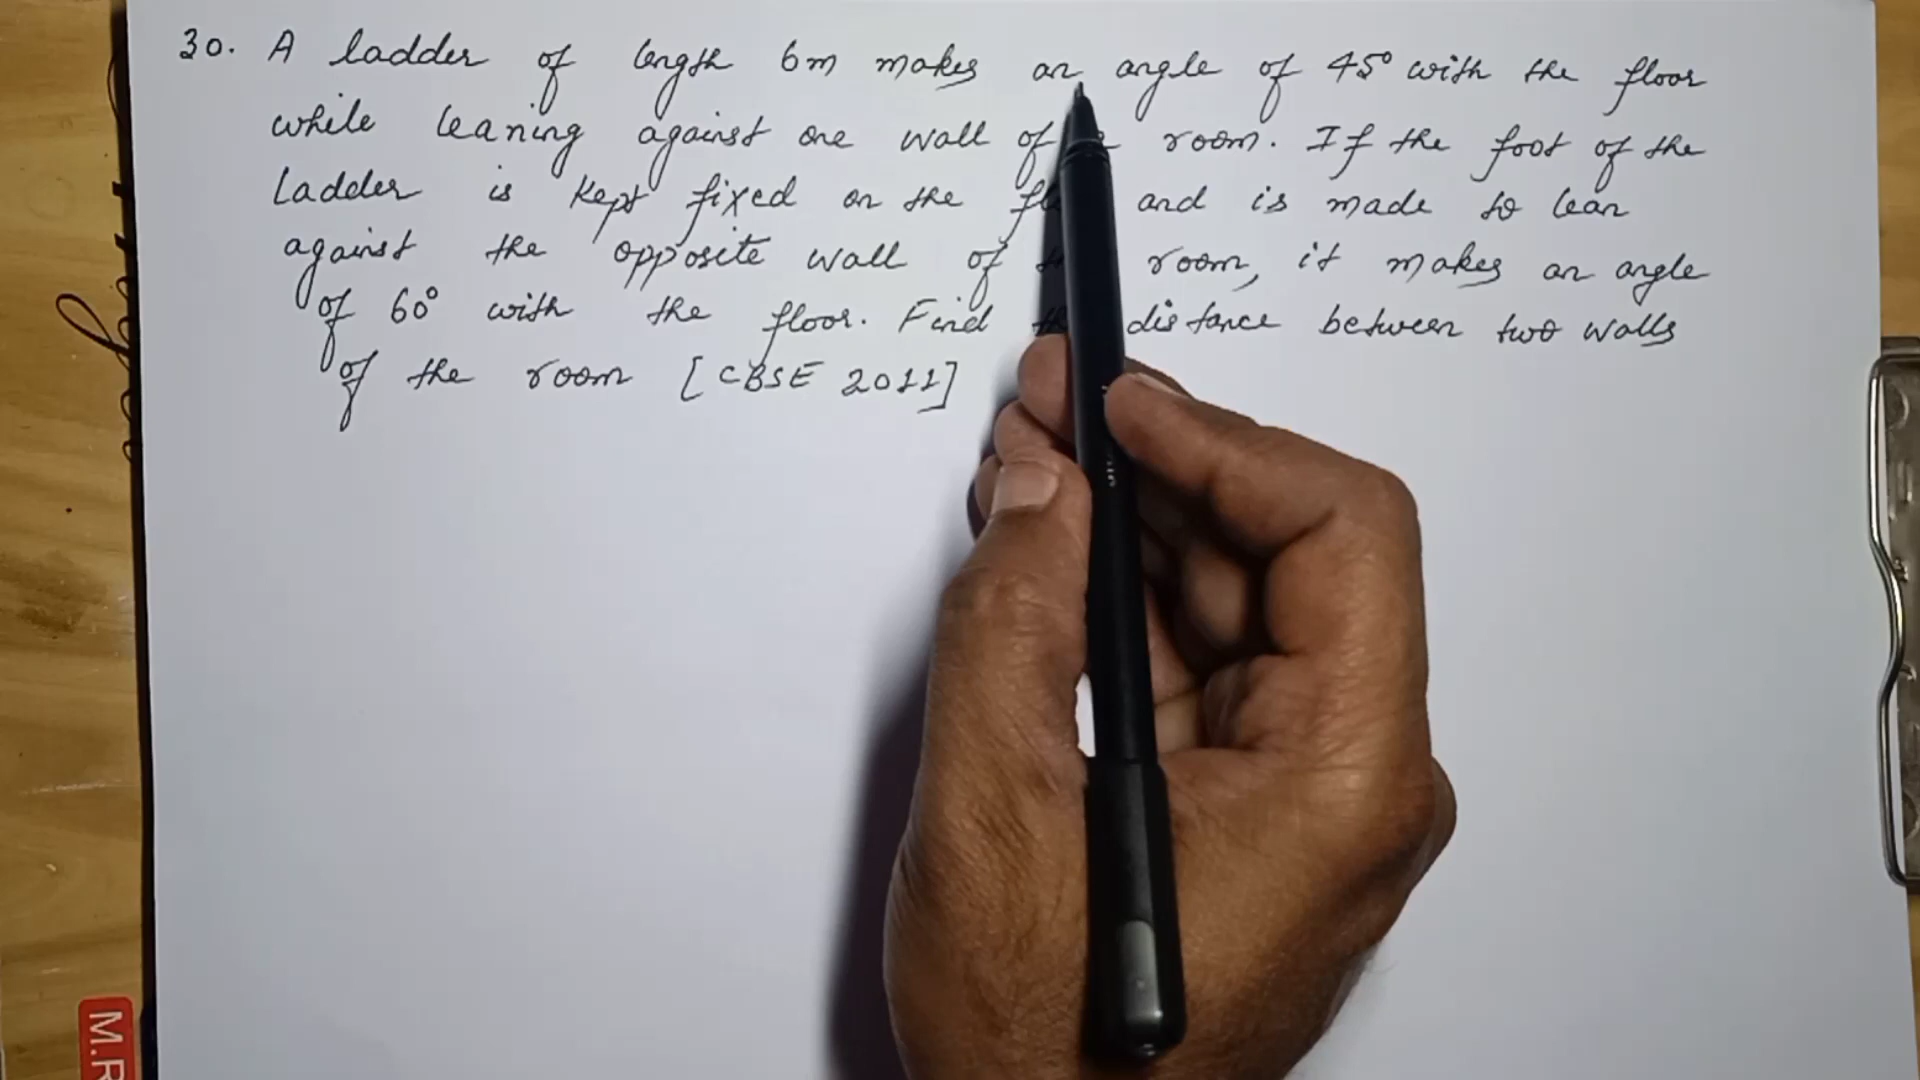 30. A ladder of length 6m makes an angle of 45° with the floor
while leaning against one wall of room. If the foot of the
Ladder is kept fixed on the and is made to lean
against the opposite wall of room, it makes an angle
of 60° with the floor. Find distance between two walls
of the room [CBSE 2011]
M.R